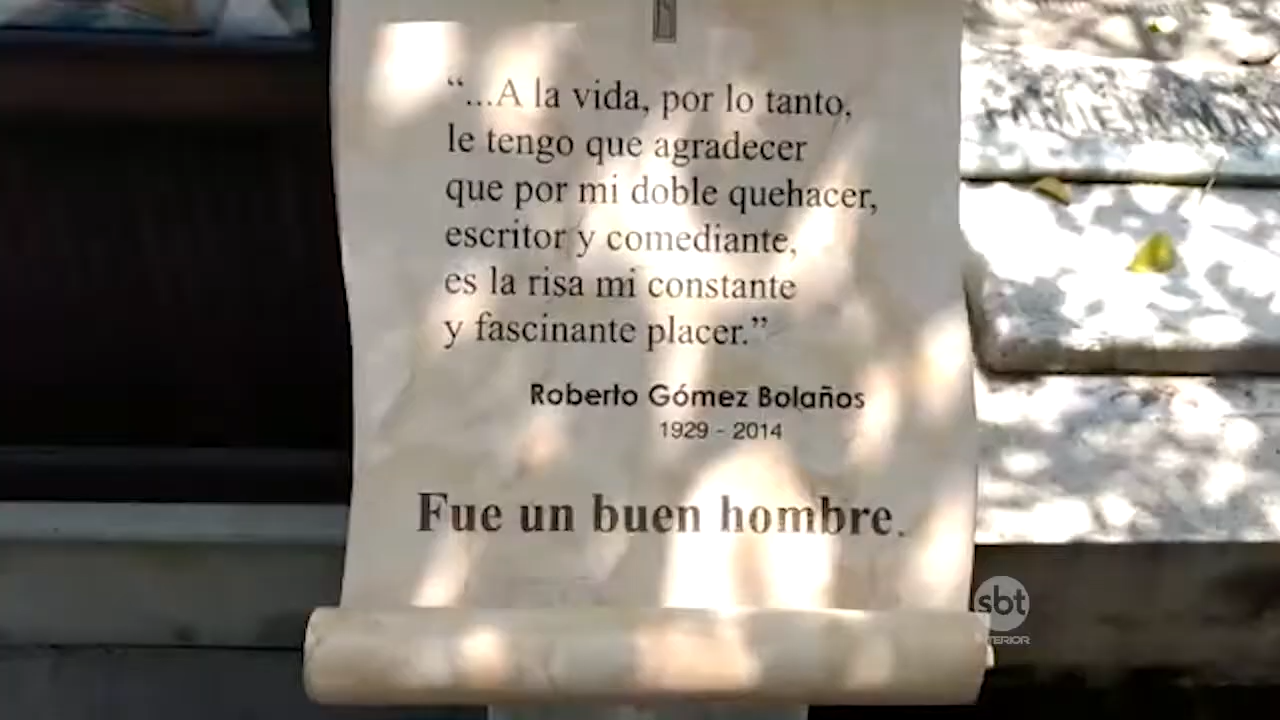 “...A la vida, por lo tanto,
le tengo que agradecer
que por mi doble quehacer,
escritor y comediante,
es la risa mi constante
y fascinante placer.”
Roberto Gómez Bolaños
1929 - 2014
Fue un buen hombre.
sbt